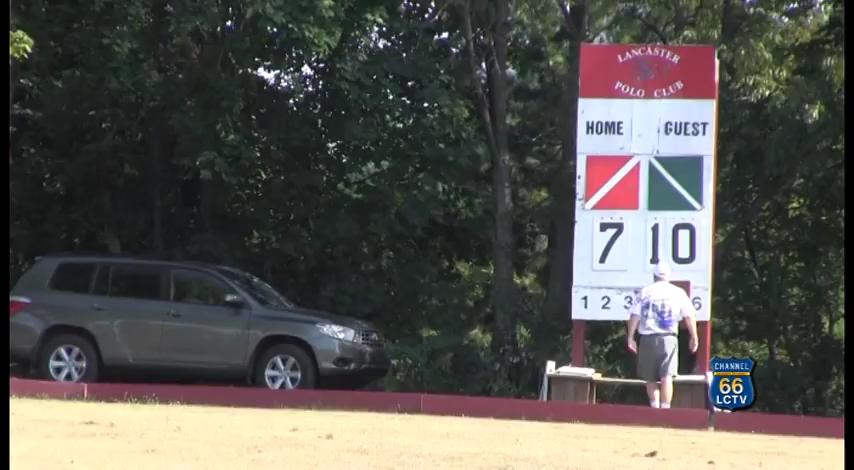 LANCASTER
POLO CLUB
HOME GUEST
7 10
1 2 3 6
CHANNEL
66
LCTV